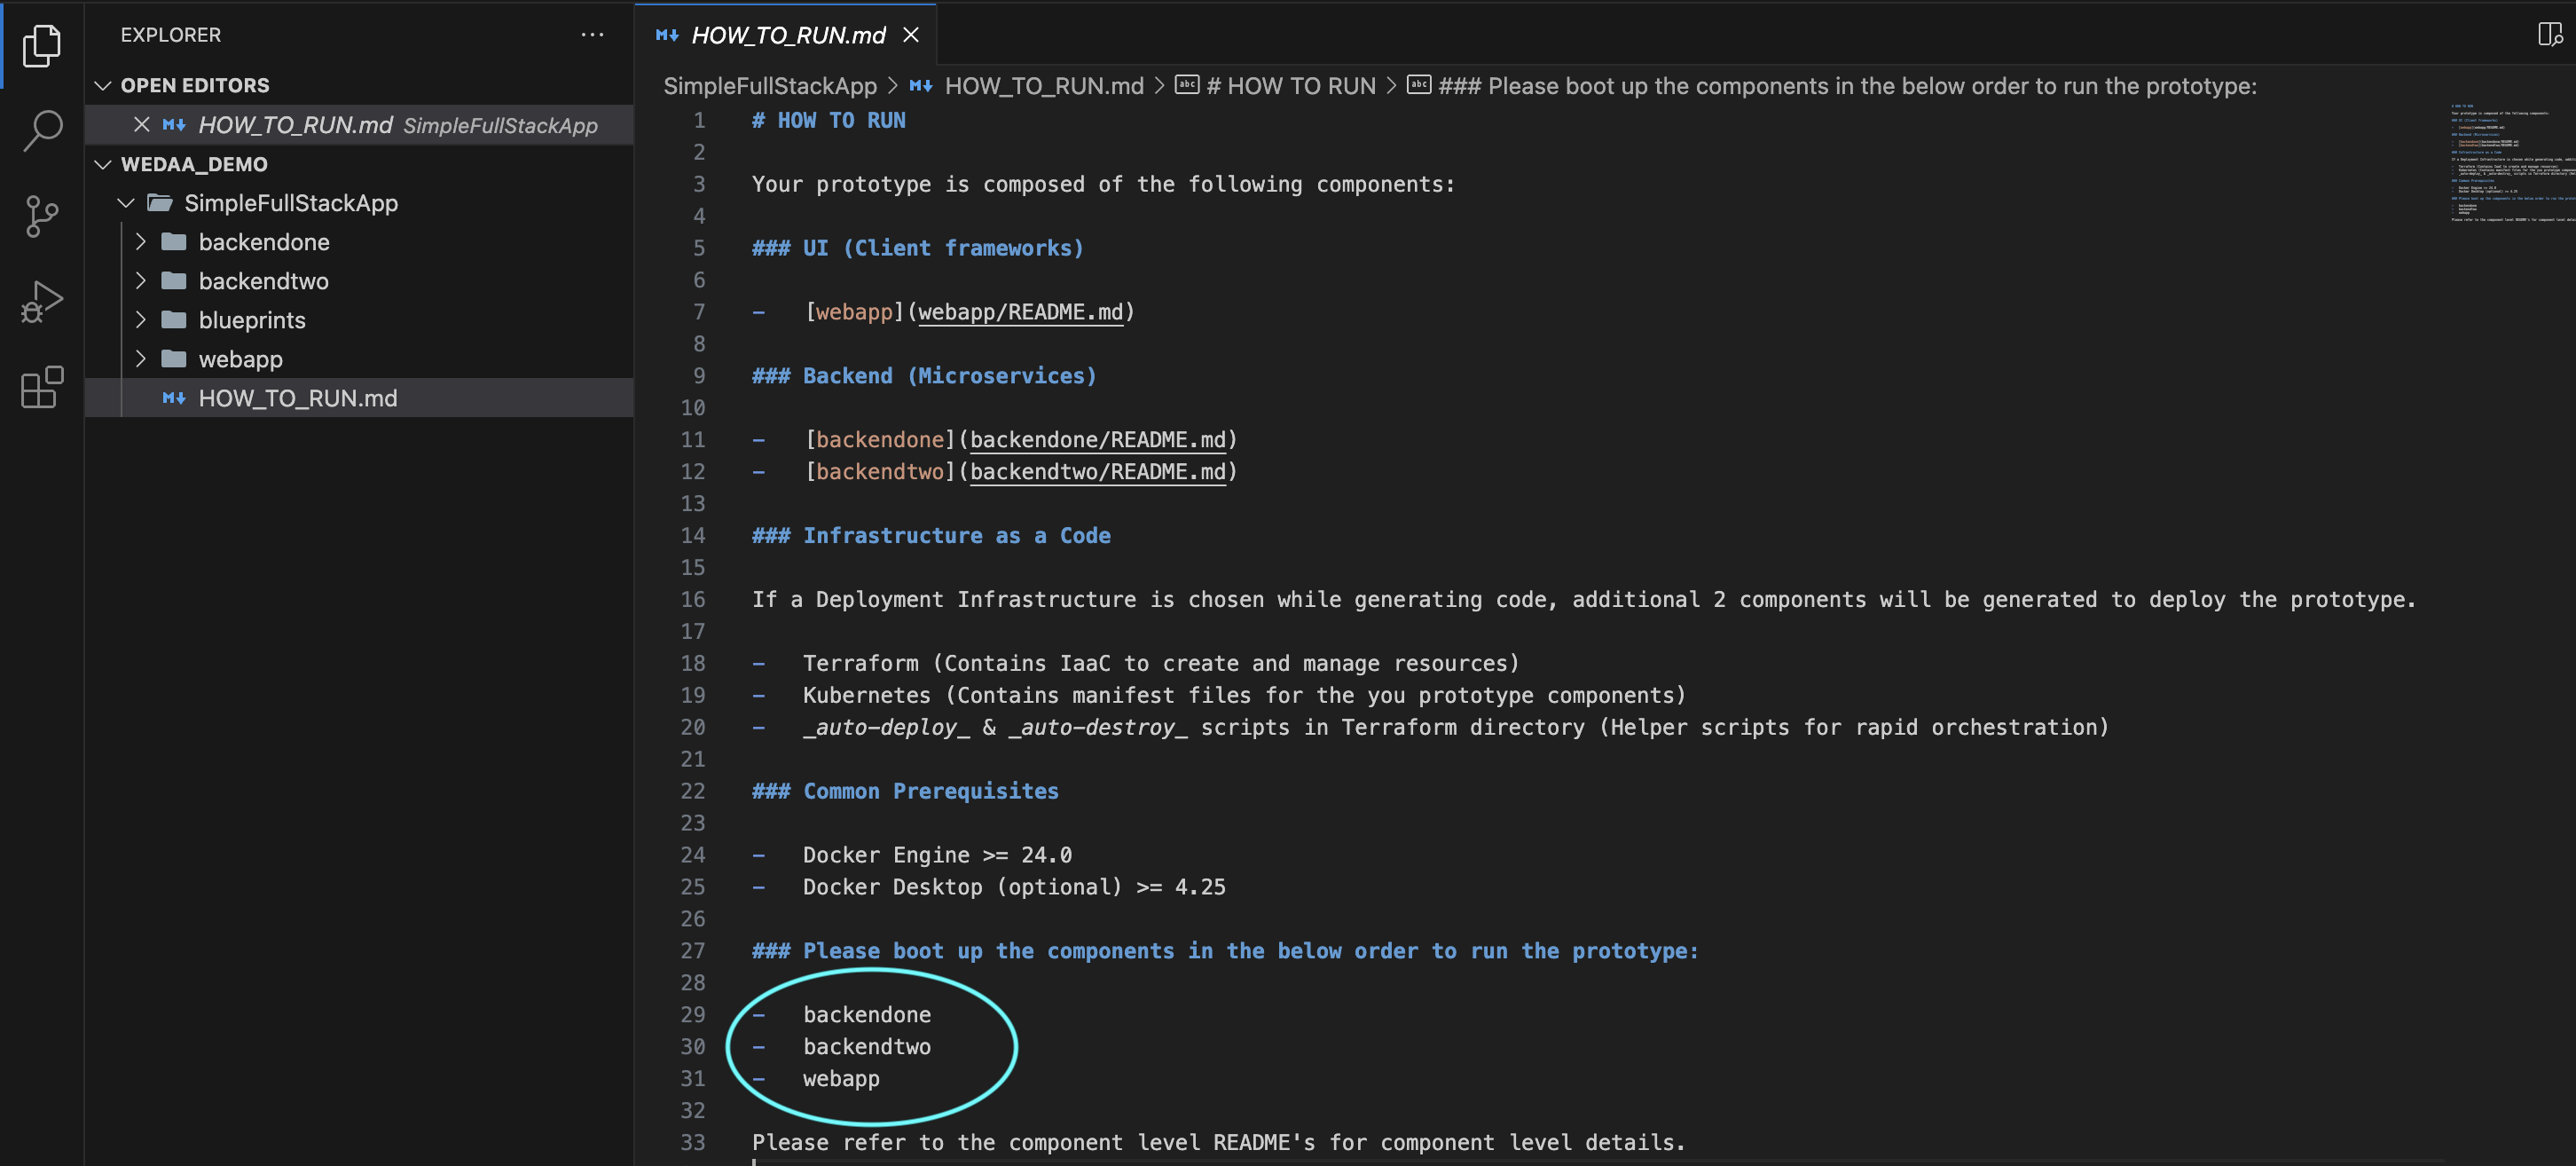 EXPLORER
OPEN EDITORS
HOW_TO_RUN.md SimpleFullStackApp
WEDAA_DEMO
SimpleFullStackApp
backendone
backendtwo
blueprints
webapp
HOW_TO_RUN.md
HOW_TO_RUN.md
SimpleFullStackApp > HOW_TO_RUN.md > # HOW TO RUN > ### Please boot up the components in the below order to run the prototype:
1 # HOW TO RUN
2
3 Your prototype is composed of the following components:
4
5 ### UI (Client frameworks)
6
7 - [webapp](webapp/README.md)
8
9 ### Backend (Microservices)
10
11 - [backendone](backendone/README.md)
12 - [backendtwo](backendtwo/README.md)
13
14 ### Infrastructure as a Code
15
16 If a Deployment Infrastructure is chosen while generating code, additional 2 components will be generated to deploy the prototype.
17
18 - Terraform (Contains IaaC to create and manage resources)
19 - Kubernetes (Contains manifest files for the you prototype components)
20 - _auto-deploy_ & _auto-destroy_ scripts in Terraform directory (Helper scripts for rapid orchestration)
21
22 ### Common Prerequisites
23
24 - Docker Engine >= 24.0
25 - Docker Desktop (optional) >= 4.25
26
27 ### Please boot up the components in the below order to run the prototype:
28
29 - backendone
30 - backendtwo
31 - webapp
32
33 Please refer to the component level README's for component level details.